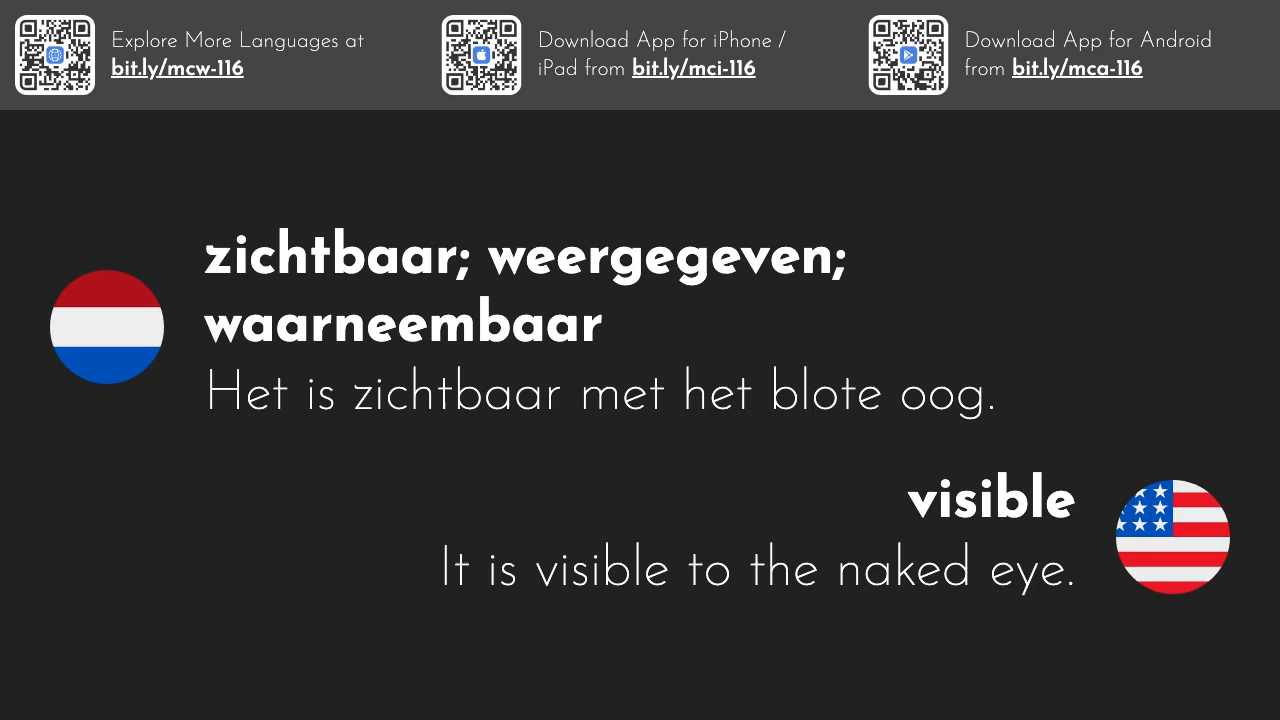 Explore More Languages at
bit.ly/mcw-116
Download App for iPhone /
iPad from bit.ly/mci-116
Download App for Android
from bit.ly/mca-116
zichtbaar; weergegeven;
waarneembaar
Het is zichtbaar met het blote oog.
visible
It is visible to the naked eye.